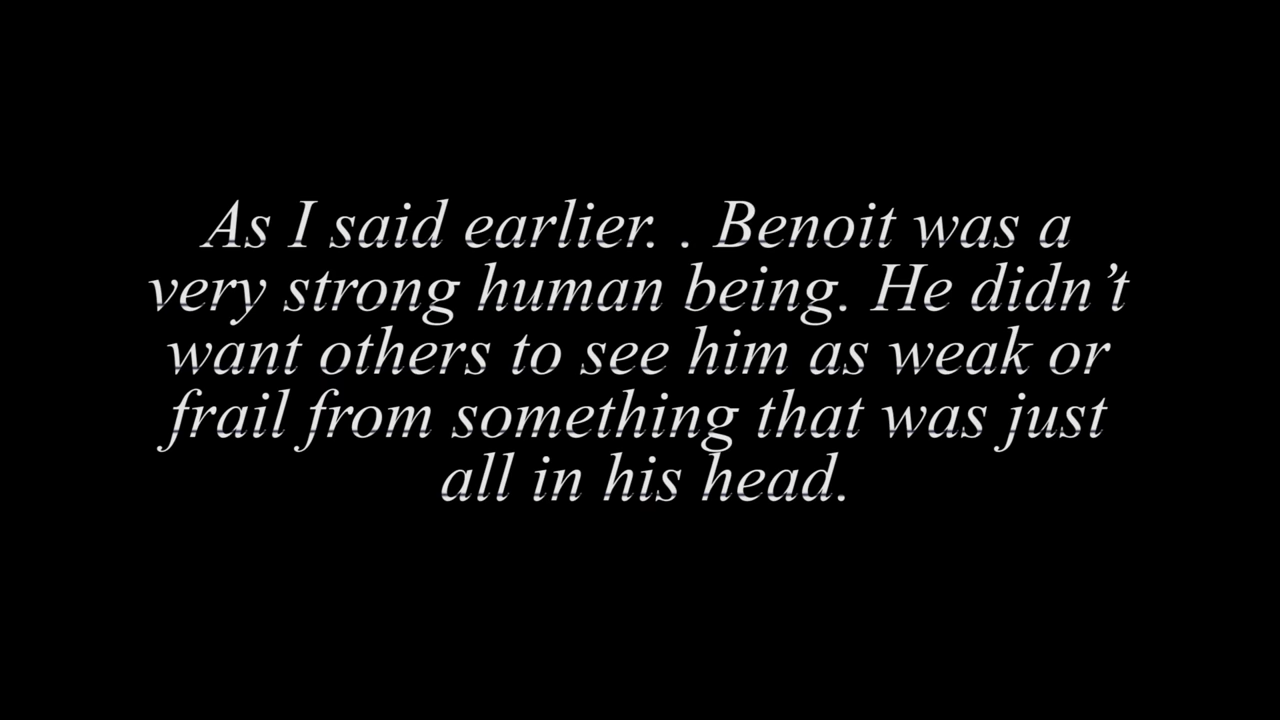 As I said earlier. . Benoit was a
very strong human being. He didn’t
want others to see him as weak or
frail from something that was just
all in his head.